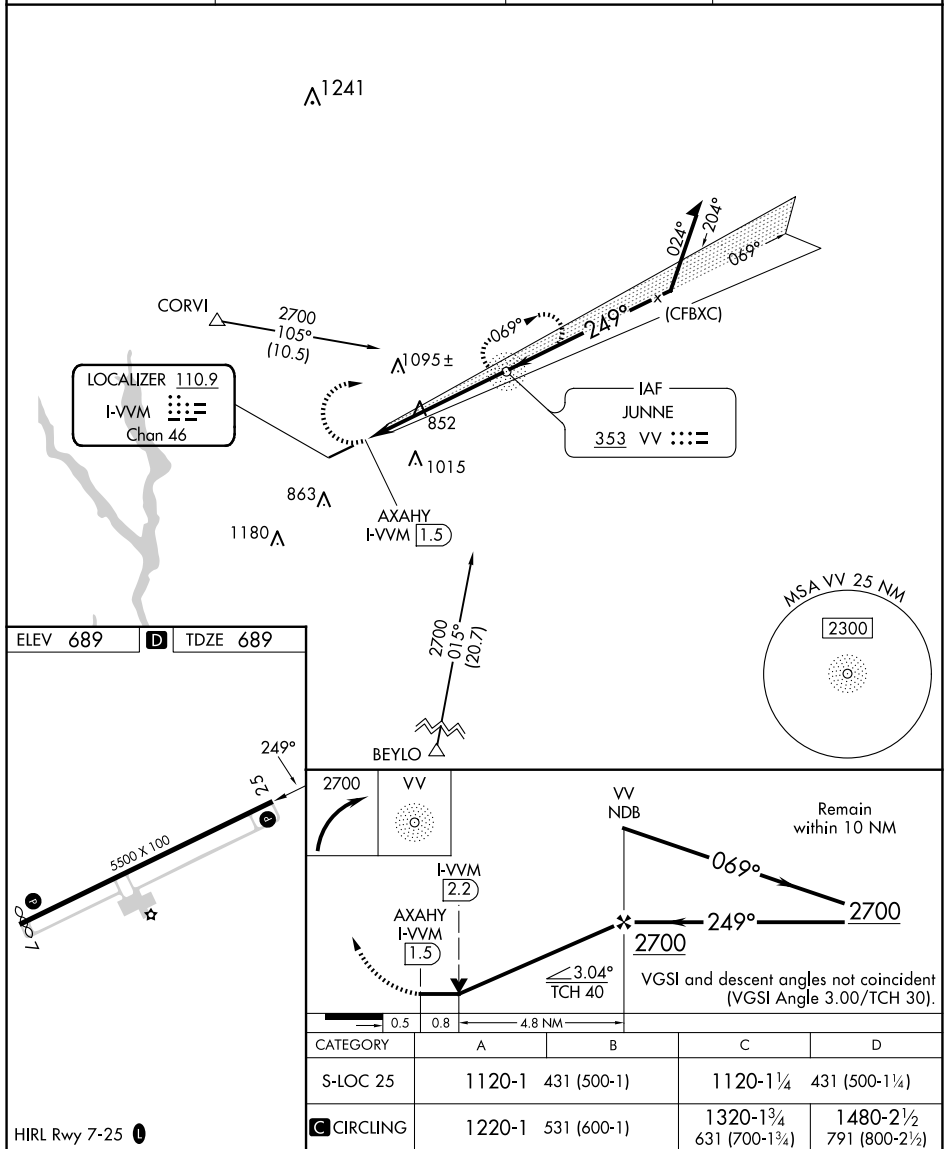 1241
024°
204°
069°
CORVI
2700
105°
(10.5)
069°
249°
x
(CFBXC)
1095±
LOCALIZER 110.9
I-VVM
Chan 46
IAF
JUNNE
353 VV
852
1015
863
AXAHY
I-VVM 1.5
1180
MSA VV 25 NM
2300
2700
015°
(20.7)
BEYLO
ELEV 689 D TDZE 689
249°
25
P
5500 X 100
P
7
HIRL Rwy 7-25 L
2700 VV
VV
NDB
Remain
within 10 NM
069°
I-VVM
2.2
AXAHY
I-VVM
1.5
249°
2700
2700
3.04°
TCH 40
VGSI and descent angles not coincident
(VGSI Angle 3.00/TCH 30).
0.5 0.8 4.8 NM
CATEGORY A B C D
S-LOC 25 1120-1 431 (500-1) 1120-1¼ 431 (500-1¼)
C CIRCLING 1220-1 531 (600-1) 1320-1¾ 631 (700-1¾) 1480-2½ 791 (800-2½)